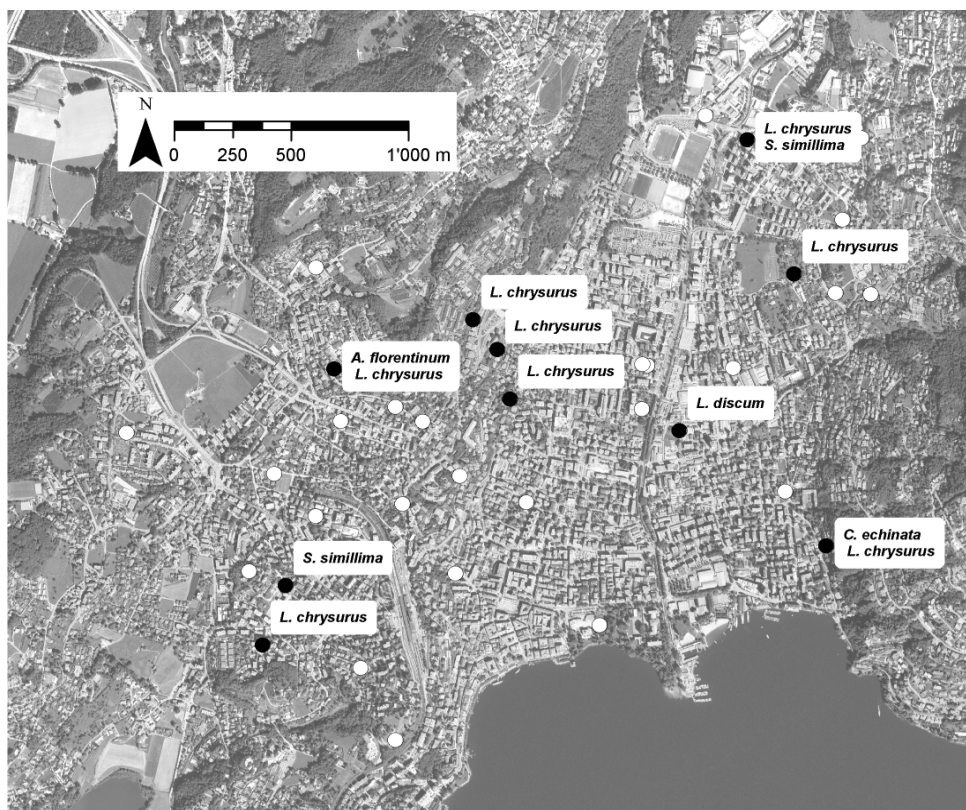 N
0 250 500 1'000 m
L. chrysurus
S. simillima
L. chrysurus
L. chrysurus
L. chrysurus
A. florentinum
L. chrysurus
L. chrysurus
L. discum
C. echinata
L. chrysurus
S. simillima
L. chrysurus